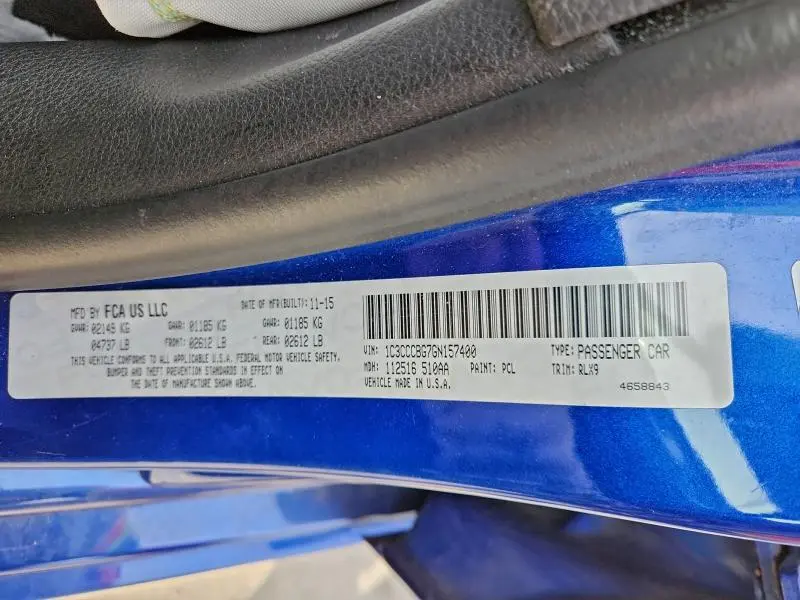 MFD BY FCA US LLC DATE OF MFR(BUILT): 11-15
GVWR: 02149 KG GAWR: 01185 KG GAWR: 01185 KG
04737 LB FRONT: 02612 LB REAR: 02612 LB
THIS VEHICLE CONFORMS TO ALL APPLICABLE U.S.A. FEDERAL MOTOR VEHICLE SAFETY,
BUMPER AND THEFT PREVENTION STANDARDS IN EFFECT ON
THE DATE OF MANUFACTURE SHOWN ABOVE.
VIN: 1C3CCCBG7GN157400 TYPE: PASSENGER CAR
MDH: 112516 510AA PAINT: PCL TRIM: RLX9
VEHICLE MADE IN U.S.A. 4658843